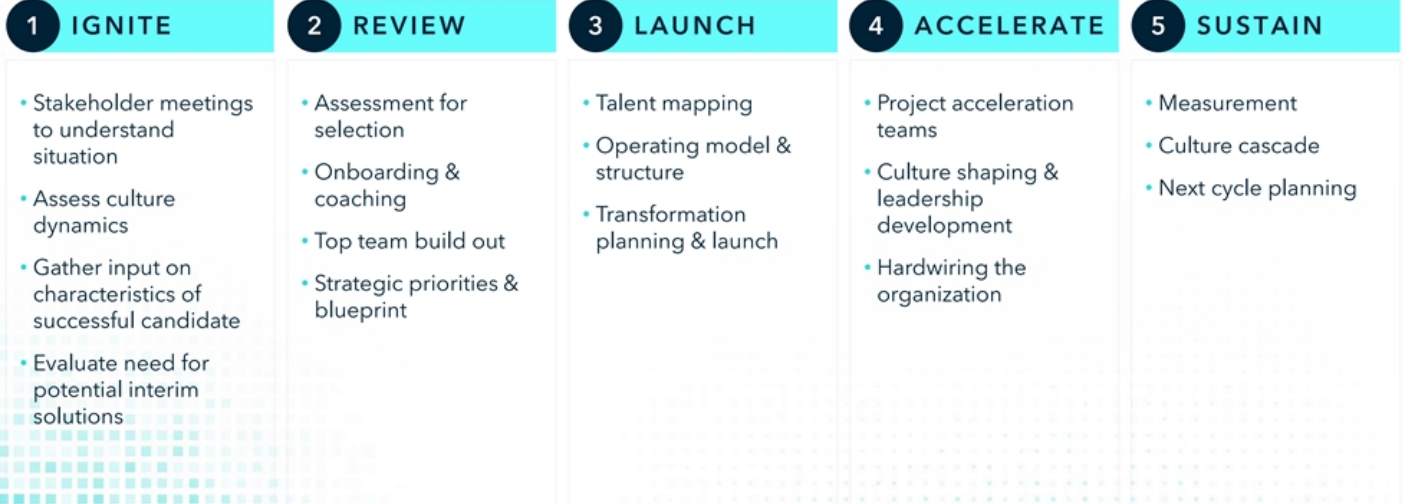 1 IGNITE
• Stakeholder meetings
to understand
situation
• Assess culture
dynamics
• Gather input on
characteristics of
successful candidate
• Evaluate need for
potential interim
solutions
2 REVIEW
• Assessment for
selection
• Onboarding &
coaching
• Top team build out
• Strategic priorities &
blueprint
3 LAUNCH
• Talent mapping
• Operating model &
structure
• Transformation
planning & launch
4 ACCELERATE
• Project acceleration
teams
• Culture shaping &
leadership
development
• Hardwiring the
organization
5 SUSTAIN
• Measurement
• Culture cascade
• Next cycle planning